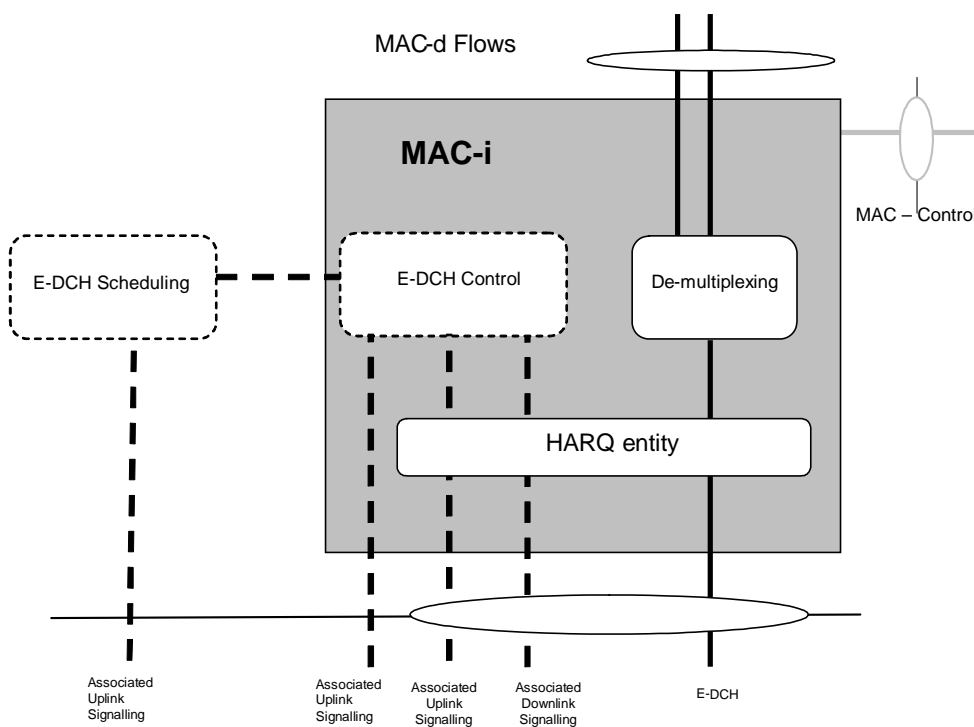 MAC-d Flows
MAC-i
MAC – Control
E-DCH Scheduling
E-DCH Control
De-multiplexing
HARQ entity
Associated
Uplink
Signalling
Associated
Uplink
Signalling
Associated
Uplink
Signalling
Associated
Downlink
Signalling
E-DCH